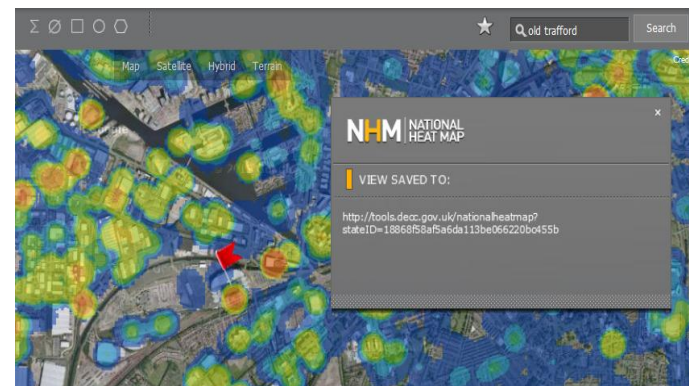 old trafford
Search
Map Satellite Hybrid Terrain
Cred
x
NHM NATIONAL
HEAT MAP
VIEW SAVED TO:
http://tools.decc.gov.uk/nationalheatmap?
stateID=18868f58af5a6da113be066220bc455b